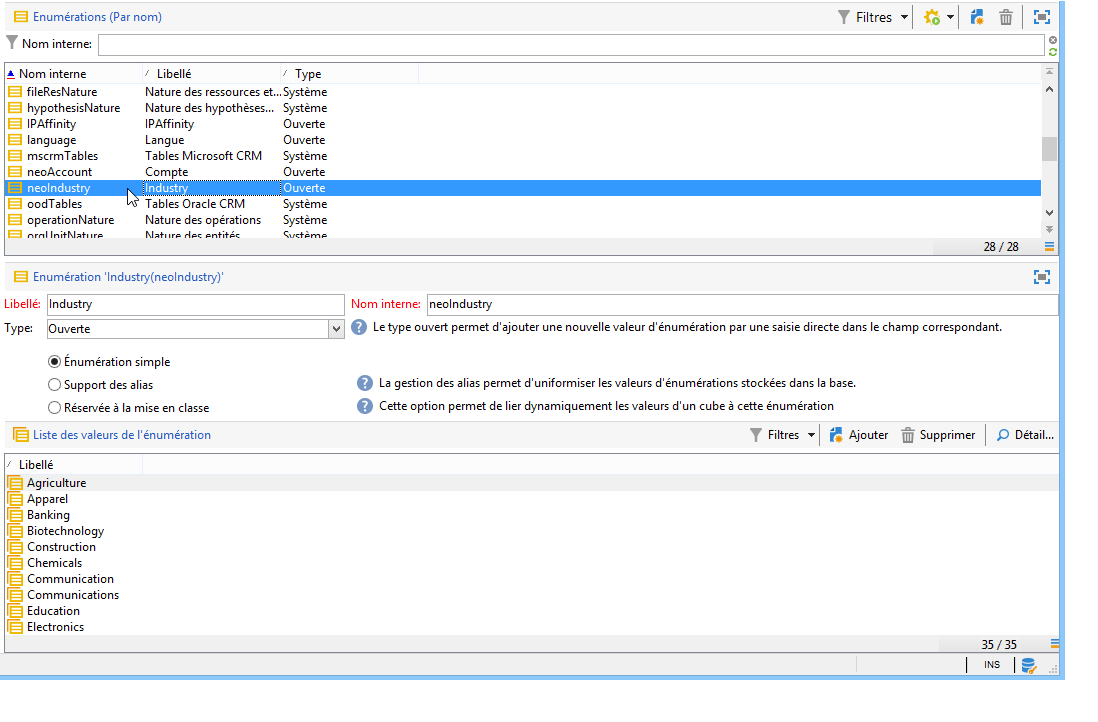 Enumérations (Par nom) Filtres
Nom interne:
Nom interne Libellé Type
fileResNature Nature des ressources et... Système
hypothesisNature Nature des hypothèses... Système
IPAffinity IPAffinity Ouverte
language Langue Ouverte
mscrmTables Tables Microsoft CRM Système
neoAccount Compte Ouverte
neoIndustry Industry Ouverte
oodTables Tables Oracle CRM Système
operationNature Nature des opérations Système
orgUnitNature Nature des entités Système
28 / 28
Enumération 'Industry(neoIndustry)'
Libellé: Industry Nom interne: neoIndustry
Type: Ouverte ? Le type ouvert permet d'ajouter une nouvelle valeur d'énumération par une saisie directe dans le champ correspondant.
Énumération simple
Support des alias ? La gestion des alias permet d'uniformiser les valeurs d'énumérations stockées dans la base.
Réservée à la mise en classe ? Cette option permet de lier dynamiquement les valeurs d'un cube à cette énumération
Liste des valeurs de l'énumération Filtres Ajouter Supprimer Détail...
Libellé
Agriculture
Apparel
Banking
Biotechnology
Construction
Chemicals
Communication
Communications
Education
Electronics
35 / 35
INS